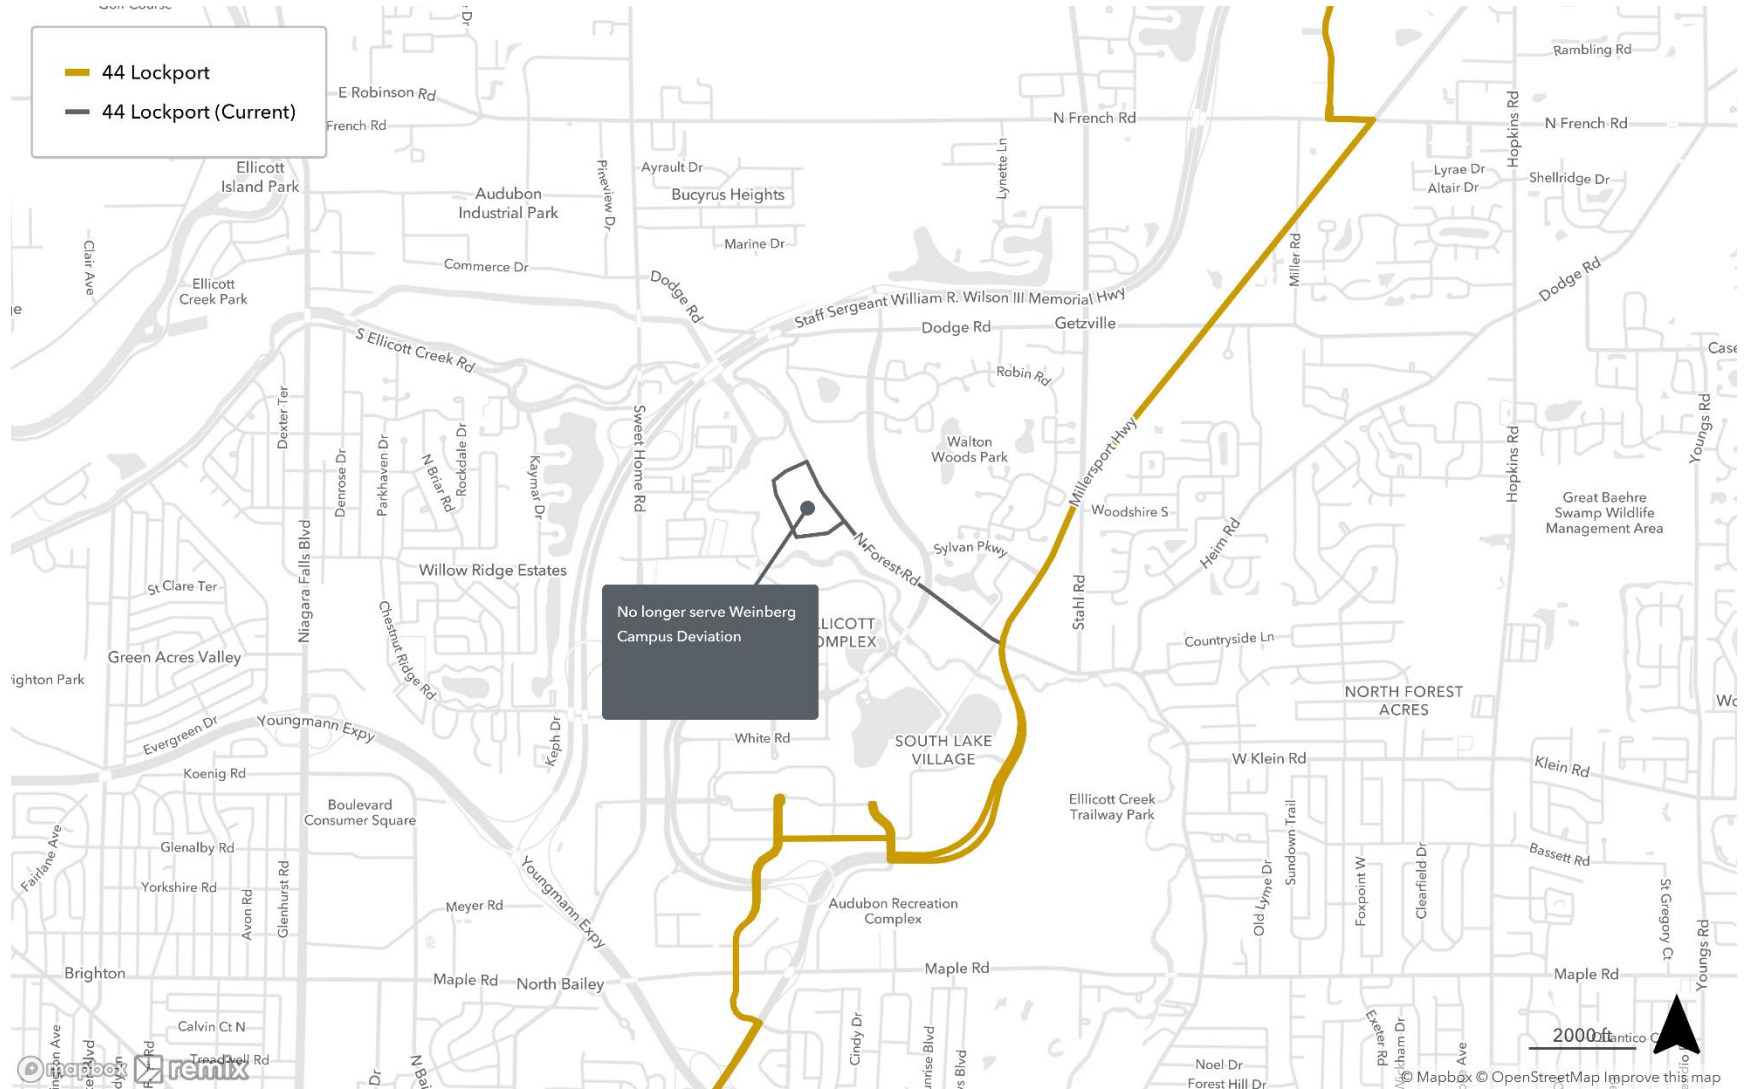 Golf Course
44 Lockport
44 Lockport (Current)
E Robinson Rd
French Rd
N French Rd
N French Rd
Rambling Rd
Hopkins Rd
Ellicott
Island Park
Audubon
Industrial Park
Pineview Dr
Ayrault Dr
Bucyrus Heights
Marine Dr
Lynette Ln
Lyrae Dr
Altair Dr
Shellridge Dr
Clair Ave
Ellicott
Creek Park
Commerce Dr
Dodge Rd
Staff Sergeant William R. Wilson III Memorial Hwy
Dodge Rd
Getzville
Miller Rd
Dodge Rd
S Ellicott Creek Rd
Robin Rd
Dexter Ter
Denrose Dr
Parkhaven Dr
N Briar Rd
Rockdale Dr
Kaymar Dr
Sweet Home Rd
Walton
Woods Park
Millersport Hwy
Woodshire S
Heim Rd
Hopkins Rd
Youngs Rd
Great Baehre
Swamp Wildlife
Management Area
Niagara Falls Blvd
St Clare Ter
Willow Ridge Estates
N Forest Rd
Sylvan Pkwy
Stahl Rd
No longer serve Weinberg
Campus Deviation
Chestnut Ridge Rd
Green Acres Valley
Countryside Ln
NORTH FOREST
ACRES
Evergreen Dr
Youngmann Expy
Keph Dr
White Rd
SOUTH LAKE
VILLAGE
W Klein Rd
Klein Rd
Koenig Rd
Boulevard
Consumer Square
Elllicott Creek
Trailway Park
Sundown Trail
Fairlane Ave
Glenalby Rd
Yorkshire Rd
Avon Rd
Glenhurst Rd
Meyer Rd
Youngmann Expy
Audubon Recreation
Complex
Old Lyme Dr
Foxpoint W
Clearfield Dr
Bassett Rd
St Gregory Ct
Youngs Rd
Brighton
Maple Rd
North Bailey
Maple Rd
Maple Rd
Calvin Ct N
Treadwell Rd
Cindy Dr
Exeter Rd
Noel Dr
Forest Hill Dr
2000 ft
mapbox
remix
© Mapbox © OpenStreetMap Improve this map